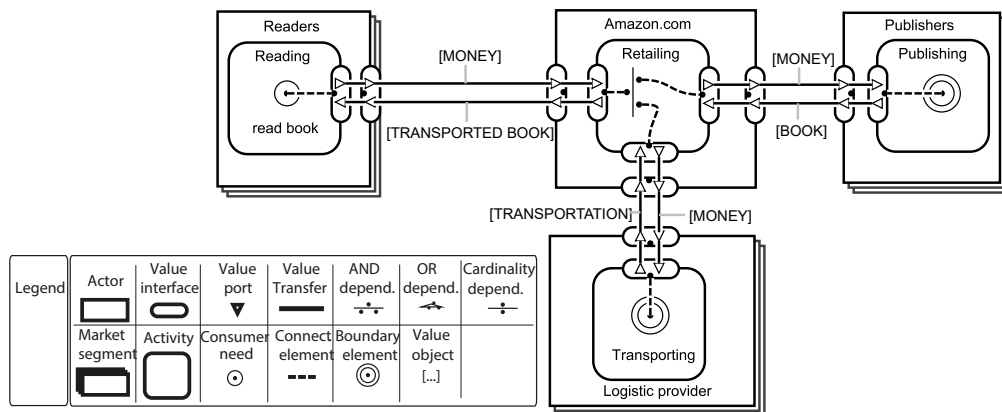 Readers
Reading
read book
[MONEY]
[TRANSPORTED BOOK]
Amazon.com
Retailing
[MONEY]
[BOOK]
Publishers
Publishing
[TRANSPORTATION]
[MONEY]
Transporting
Logistic provider
Legend
Actor
Value
interface
Value
port
Value
Transfer
AND
depend.
OR
depend.
Cardinality
depend.
Market
segment
Activity
Consumer
need
Connect
element
Boundary
element
Value
object
[...]